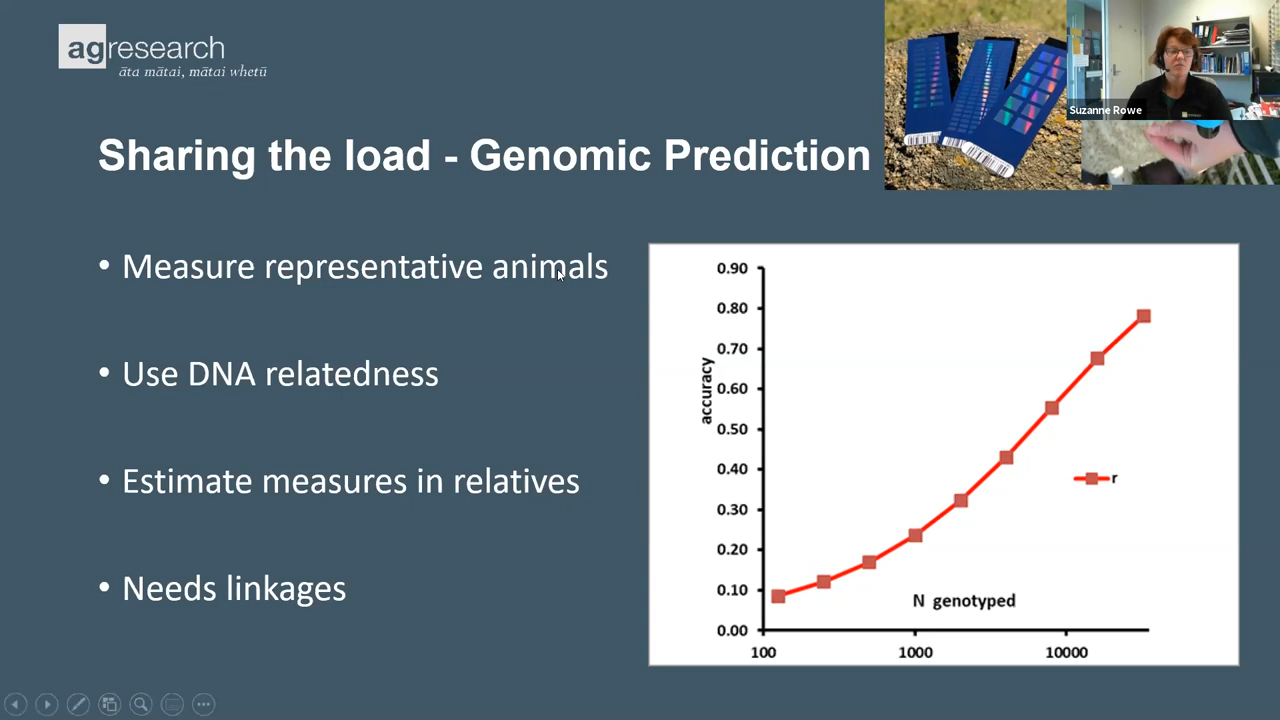 agresearch
āta mātai, mātai whetū
Suzanne Rowe
Sharing the load - Genomic Prediction
• Measure representative animals
• Use DNA relatedness
• Estimate measures in relatives
• Needs linkages
0.90
0.80
0.70
0.60
0.50
0.40
0.30
0.20
0.10
0.00
accuracy
r
N genotyped
100
1000
10000